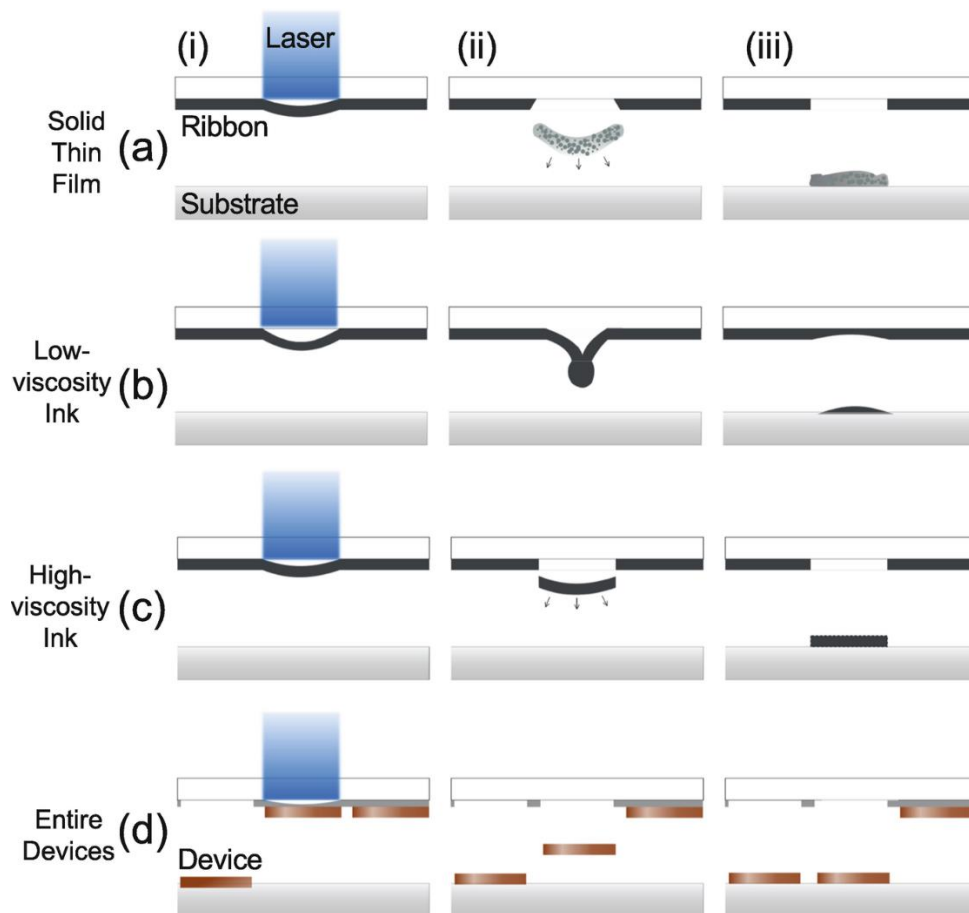 (i)
Laser
(ii)
(iii)
Solid
Thin
Film
(a)
Ribbon
Substrate
Low-
viscosity
Ink
(b)
High-
viscosity
Ink
(c)
Entire
Devices
(d)
Device